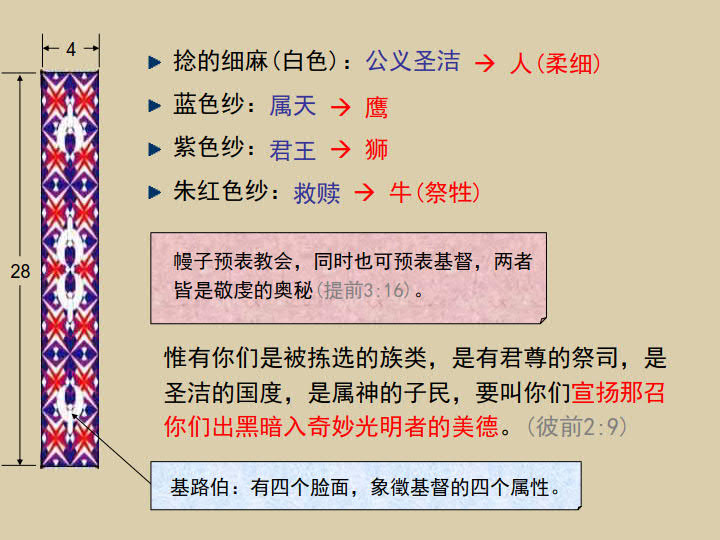 4
捻的细麻(白色)：公义圣洁 → 人(柔细)
蓝色纱：属天 → 鹰
紫色纱：君王 → 狮
朱红色纱：救赎 → 牛(祭牲)
28
幔子预表教会，同时也可预表基督，两者
皆是敬虔的奥秘(提前3:16)。
惟有你们是被拣选的族类，是有君尊的祭司，是
圣洁的国度，是属神的子民，要叫你们宣扬那召
你们出黑暗入奇妙光明者的美德。(彼前2:9)
基路伯：有四个脸面，象徵基督的四个属性。